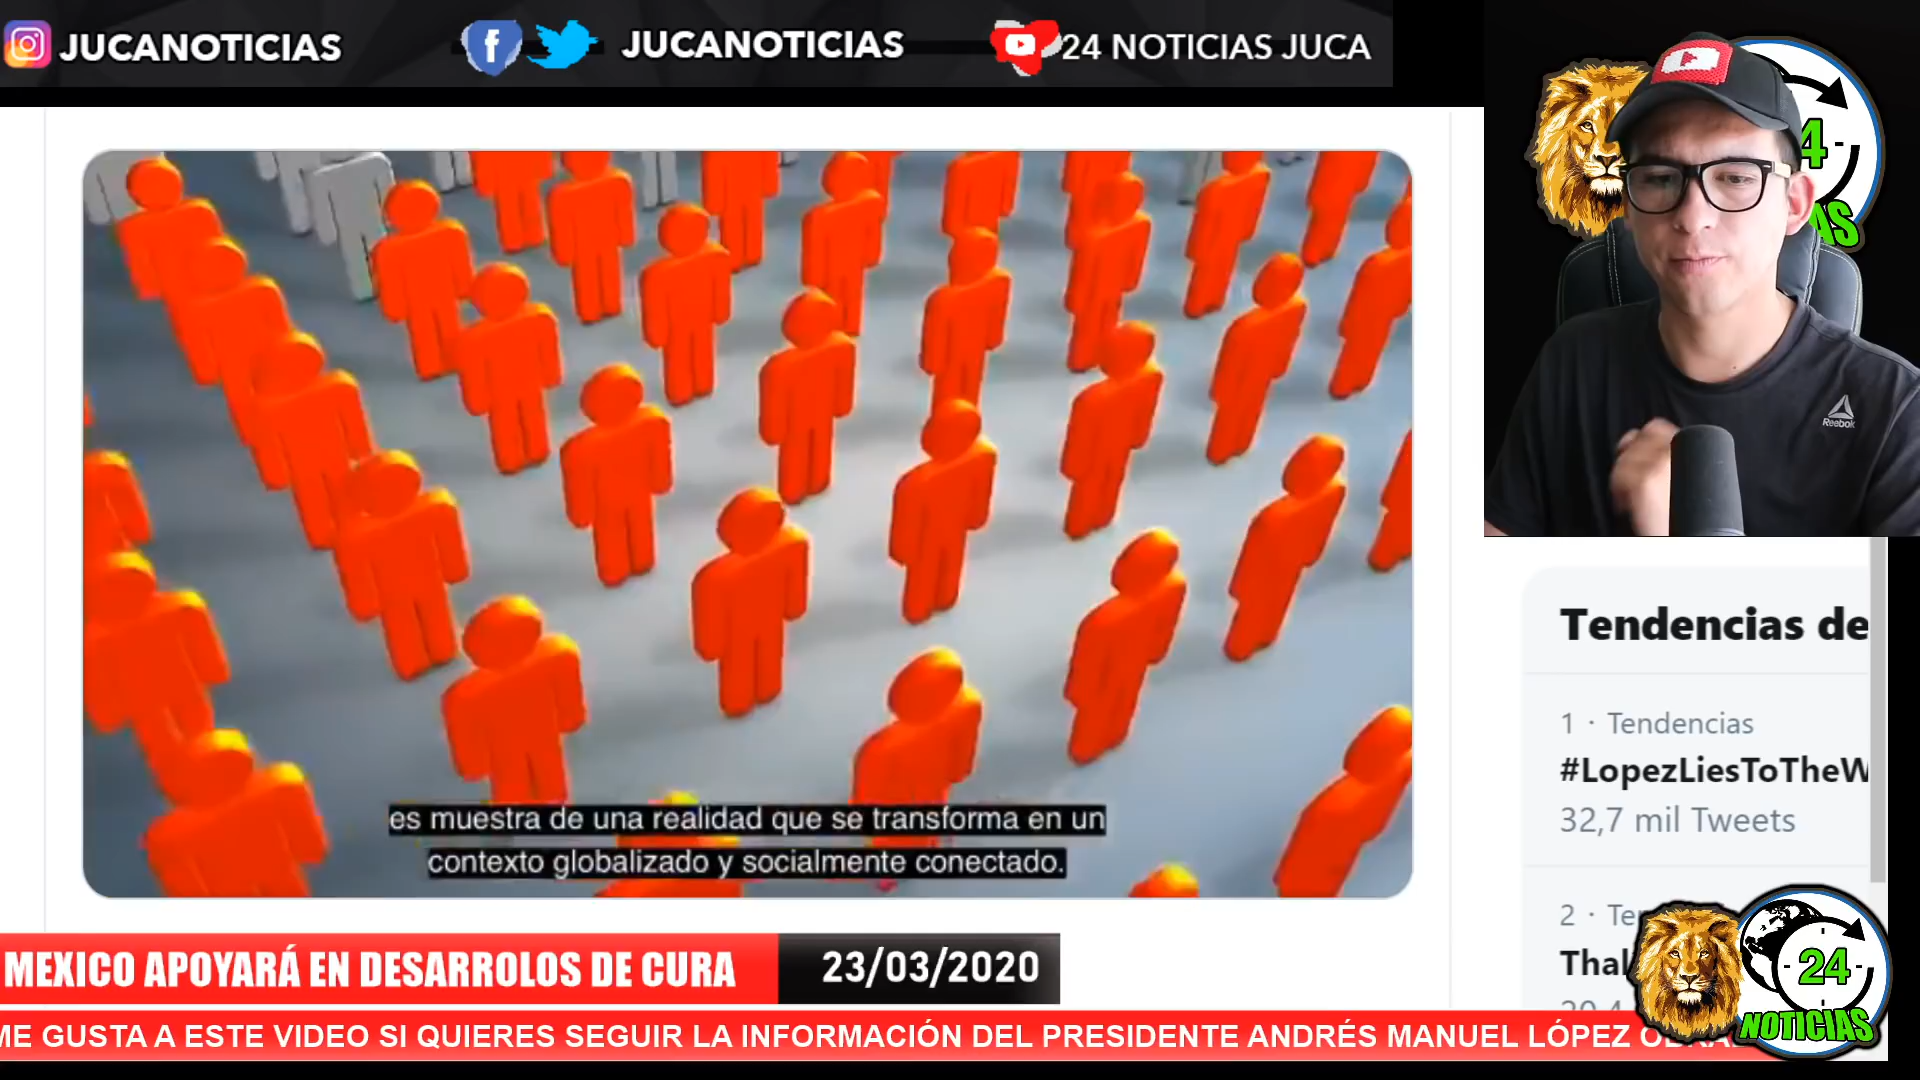 JUCANOTICIAS
JUCANOTICIAS
24 NOTICIAS JUCA
4
AS
Reebok
es muestra de una realidad que se transforma en un
contexto globalizado y socialmente conectado.
Tendencias de
1 · Tendencias
#LopezLiesToTheW
32,7 mil Tweets
2 · Te
Thal
24
NOTICIAS
MEXICO APOYARÁ EN DESARROLOS DE CURA
23/03/2020
ME GUSTA A ESTE VIDEO SI QUIERES SEGUIR LA INFORMACIÓN DEL PRESIDENTE ANDRÉS MANUEL LÓPEZ